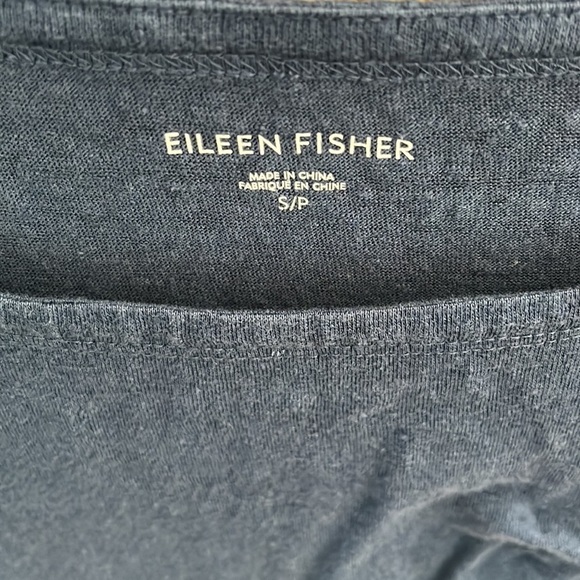 EILEEN FISHER
MADE IN CHINA
FABRIQUÉ EN CHINE
S/P